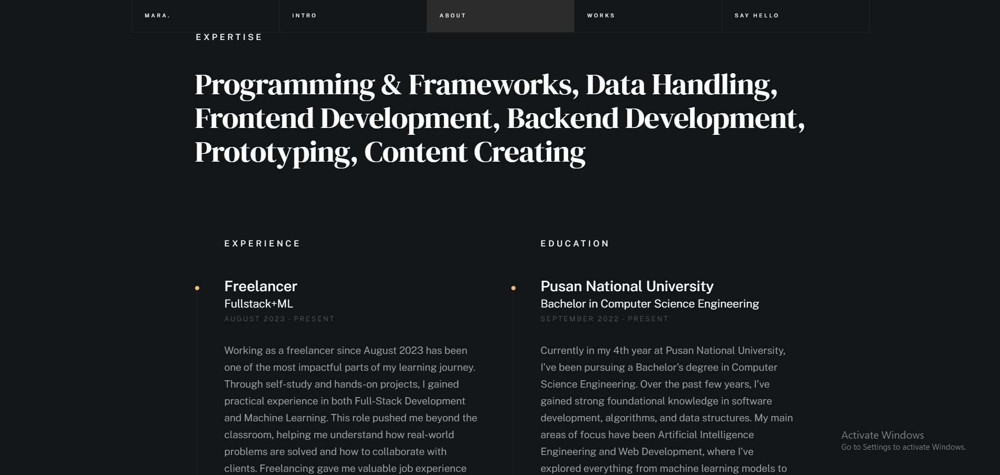 MARA.
INTRO
ABOUT
WORKS
SAY HELLO
EXPERTISE
Programming & Frameworks, Data Handling,
Frontend Development, Backend Development,
Prototyping, Content Creating
EXPERIENCE
Freelancer
Fullstack+ML
AUGUST 2023 - PRESENT
Working as a freelancer since August 2023 has been
one of the most impactful parts of my learning journey.
Through self-study and hands-on projects, I gained
practical experience in both Full-Stack Development
and Machine Learning. This role pushed me beyond the
classroom, helping me understand how real-world
problems are solved and how to collaborate with
clients. Freelancing gave me valuable job experience
EDUCATION
Pusan National University
Bachelor in Computer Science Engineering
SEPTEMBER 2022 - PRESENT
Currently in my 4th year at Pusan National University,
I’ve been pursuing a Bachelor’s degree in Computer
Science Engineering. Over the past few years, I’ve
gained strong foundational knowledge in software
development, algorithms, and data structures. My main
areas of focus have been Artificial Intelligence
Engineering and Web Development, where I’ve
explored everything from machine learning models to
Activate Windows
Go to Settings to activate Windows.